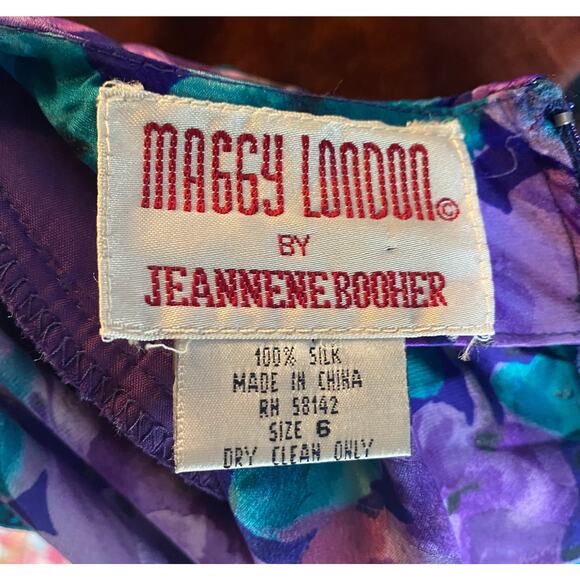 MAGGY LONDON©
BY
JEANNENE BOOHER
100% SILK
MADE IN CHINA
RN 58142
SIZE 6
DRY CLEAN ONLY